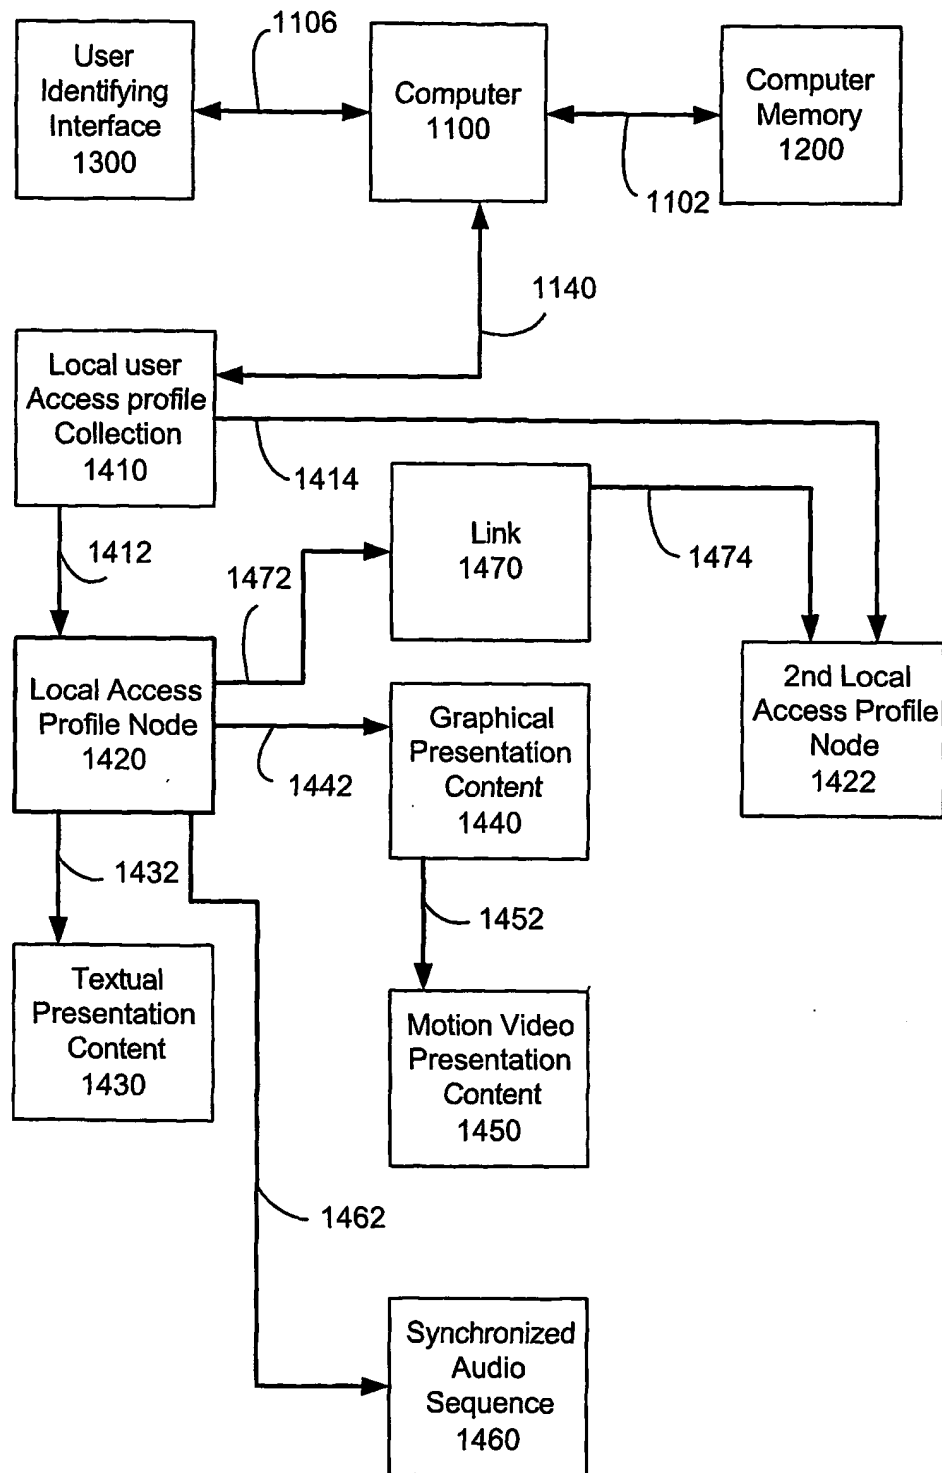 1106
User
Identifying
Interface
1300
Computer
1100
Computer
Memory
1200
1102
1140
Local user
Access profile
Collection
1410
1414
1412
1472
Link
1470
1474
Local Access
Profile Node
1420
1442
Graphical
Presentation
Content
1440
2nd Local
Access Profile
Node
1422
1432
1452
Textual
Presentation
Content
1430
Motion Video
Presentation
Content
1450
1462
Synchronized
Audio
Sequence
1460